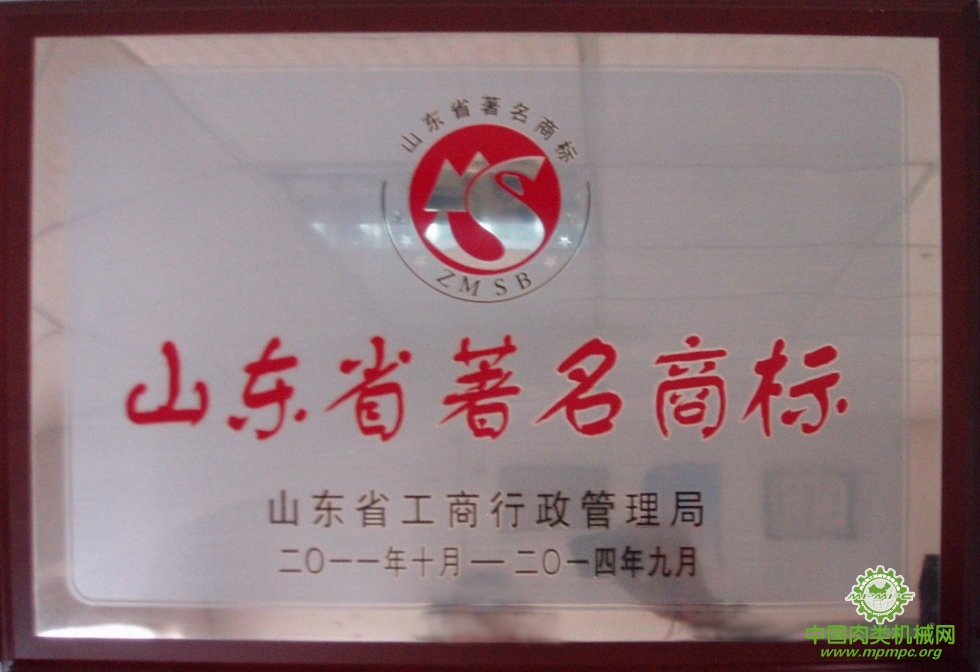 山东省著名商标
ZMSB
山东省著名商标
山东省工商行政管理局
二〇一一年十月—二〇一四年九月
MPMPC
中国肉类机械网
www.mpmpc.org